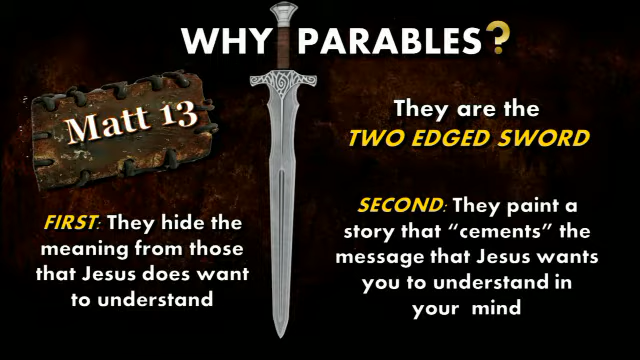 WHY PARABLES?
Matt 13
They are the
TWO EDGED SWORD
FIRST: They hide the
meaning from those
that Jesus does want
to understand
SECOND: They paint a
story that “cements” the
message that Jesus wants
you to understand in
your mind